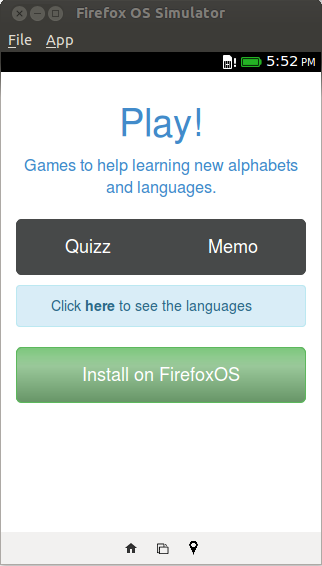 Firefox OS Simulator
File App
5:52 PM
Play!
Games to help learning new alphabets
and languages.
Quizz Memo
Click here to see the languages
Install on FirefoxOS